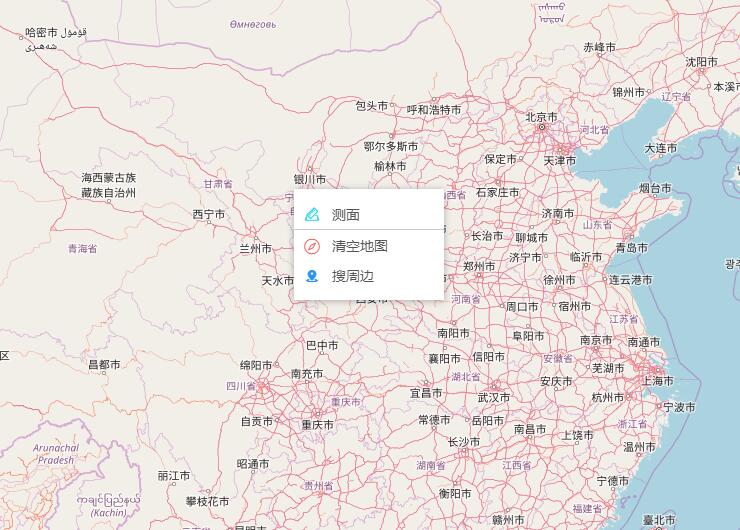 哈密市 قۇمۇل
شەھىرى
Өмнөговь
赤峰市
沈阳市
锦州市
辽宁省
本溪
包头市
呼和浩特市
北京市
河北省
鄂尔多斯市
大连市
榆林市
保定市
天津市
海西蒙古族
藏族自治州
甘肃省
银川市
石家庄市
烟台市
西宁市
测面
济南市
山东省
青海省
兰州市
清空地图
长治市
聊城市
青岛市
济宁市
临沂市
郑州市
天水市
搜周边
徐州市
连云港市
河南省
周口市
宿州市
江苏省
南阳市
阜阳市
南京市
南通市
巴中市
襄阳市
信阳市
安徽省
区
昌都市
绵阳市
南充市
湖北省
芜湖市
上海市
四川省
安庆市
宜昌市
武汉市
杭州市
重庆市
宁波市
自贡市
重庆市
常德市
岳阳市
南昌市
上饶市
浙江省
长沙市
温州市
Arunachal
Pradesh
昭通市
湖南省
江西省
丽江市
贵州省
宁德市
ကချင်ပြည်နယ်
(Kachin)
攀枝花市
衡阳市
福建省
赣州市
臺北市